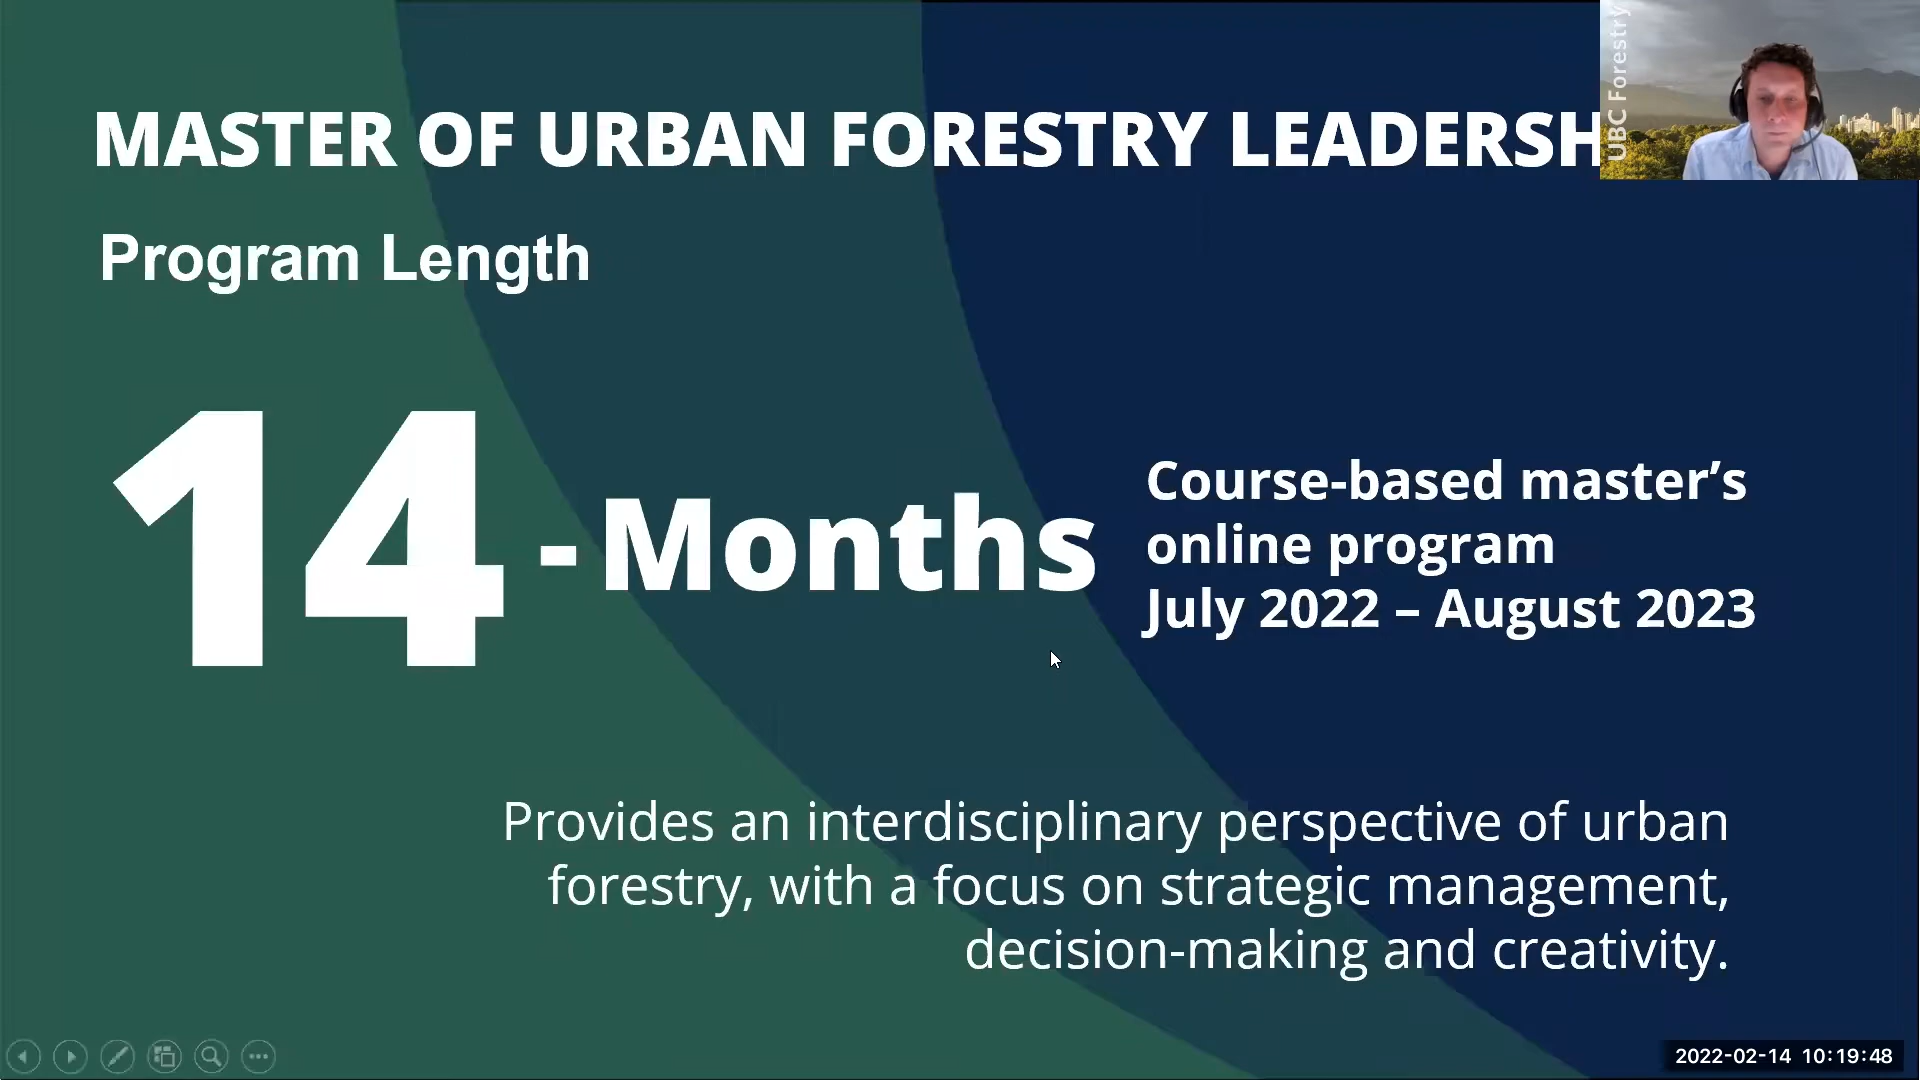 MASTER OF URBAN FORESTRY LEADERSH
UBC Forestry
Program Length
14 - Months
Course-based master’s
online program
July 2022 – August 2023
Provides an interdisciplinary perspective of urban
forestry, with a focus on strategic management,
decision-making and creativity.
2022-02-14 10:19:48